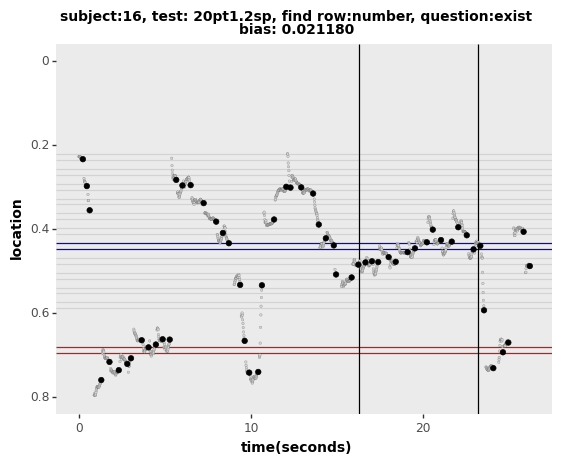 subject:16, test: 20pt1.2sp, find row:number, question:exist
bias: 0.021180
0
0.2
0.4
0.6
0.8
location
0
10
20
time(seconds)